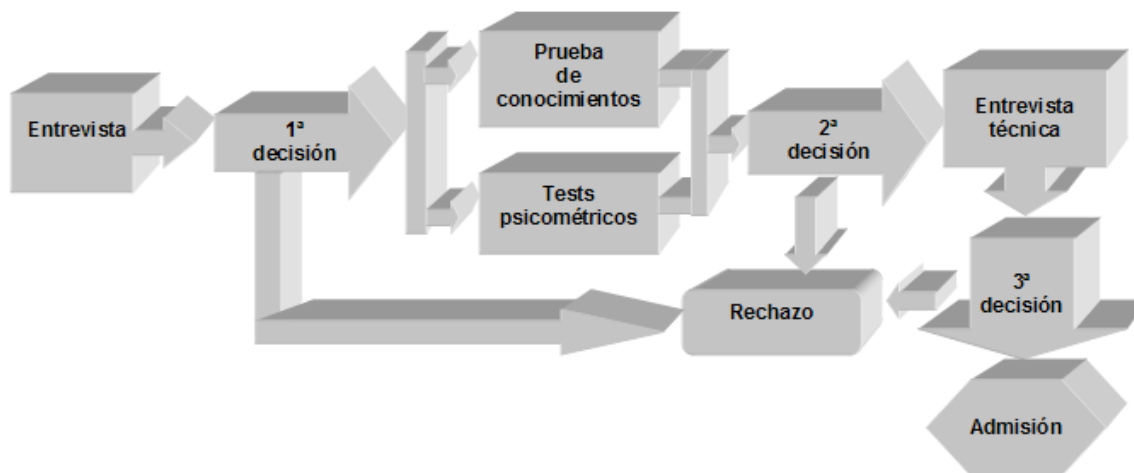 Entrevista
1ª
decisión
Prueba
de
conocimientos
Tests
psicométricos
2ª
decisión
Entrevista
técnica
3ª
decisión
Rechazo
Admisión